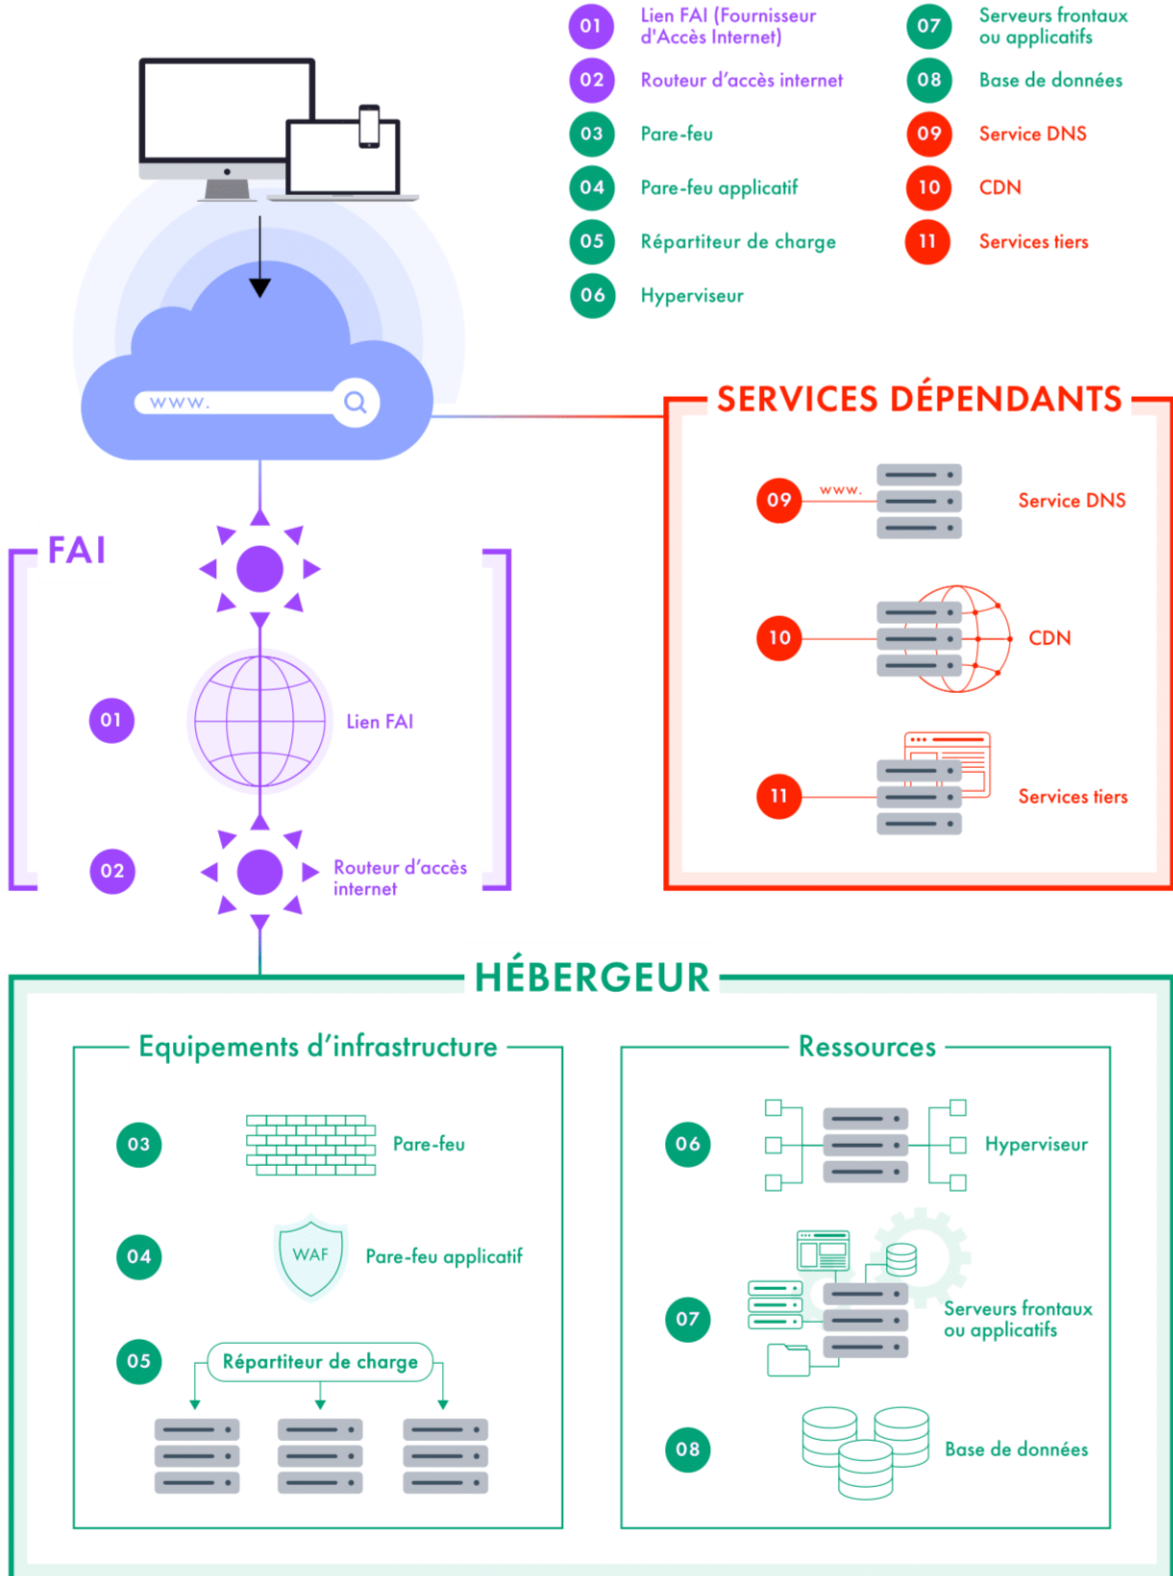 01 Lien FAI (Fournisseur
d'Accès Internet)
02 Routeur d'accès internet
03 Pare-feu
04 Pare-feu applicatif
05 Répartiteur de charge
06 Hyperviseur
07 Serveurs frontaux
ou applicatifs
08 Base de données
09 Service DNS
10 CDN
11 Services tiers
www.
SERVICES DÉPENDANTS
09 www. Service DNS
10 CDN
11 Services tiers
FAI
01 Lien FAI
02 Routeur d'accès
internet
HÉBERGEUR
Equipements d'infrastructure
03 Pare-feu
04 WAF Pare-feu applicatif
05 Répartiteur de charge
Ressources
06 Hyperviseur
07 Serveurs frontaux
ou applicatifs
08 Base de données